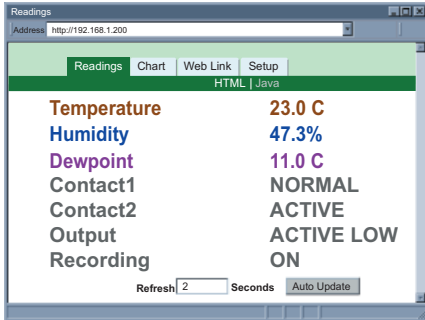 Readings
Address http://192.168.1.200
Readings Chart Web Link Setup
HTML | Java
Temperature 23.0 C
Humidity 47.3%
Dewpoint 11.0 C
Contact1 NORMAL
Contact2 ACTIVE
Output ACTIVE LOW
Recording ON
Refresh 2 Seconds Auto Update